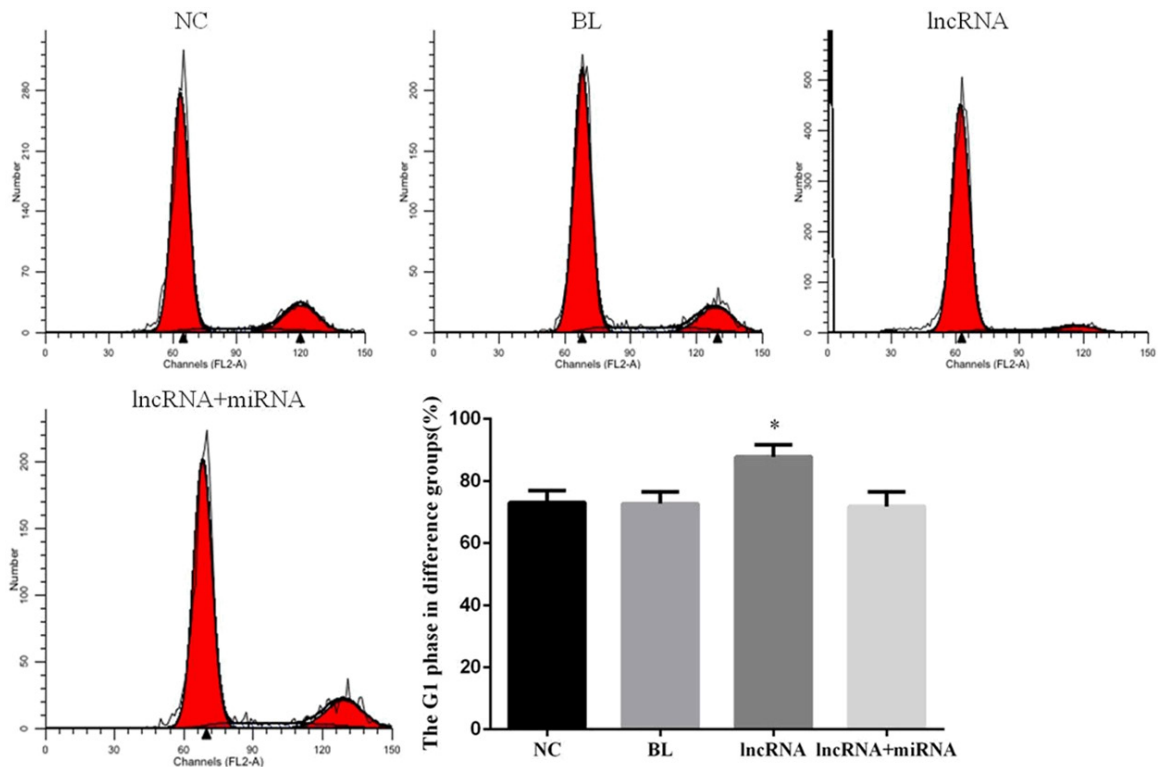 NC
BL
lncRNA
Number
280
210
140
70
0
0 30 60 90 120 150
Channels (FL2-A)
Number
200
150
100
50
0
0 30 60 90 120 150
Channels (FL2-A)
Number
500
400
300
200
100
0
0 30 60 90 120 150
Channels (FL2-A)
lncRNA+miRNA
Number
200
150
100
50
0
0 30 60 90 120 150
Channels (FL2-A)
The G1 phase in difference groups(%)
100
80
60
40
20
0
*
NC BL lncRNA lncRNA+miRNA